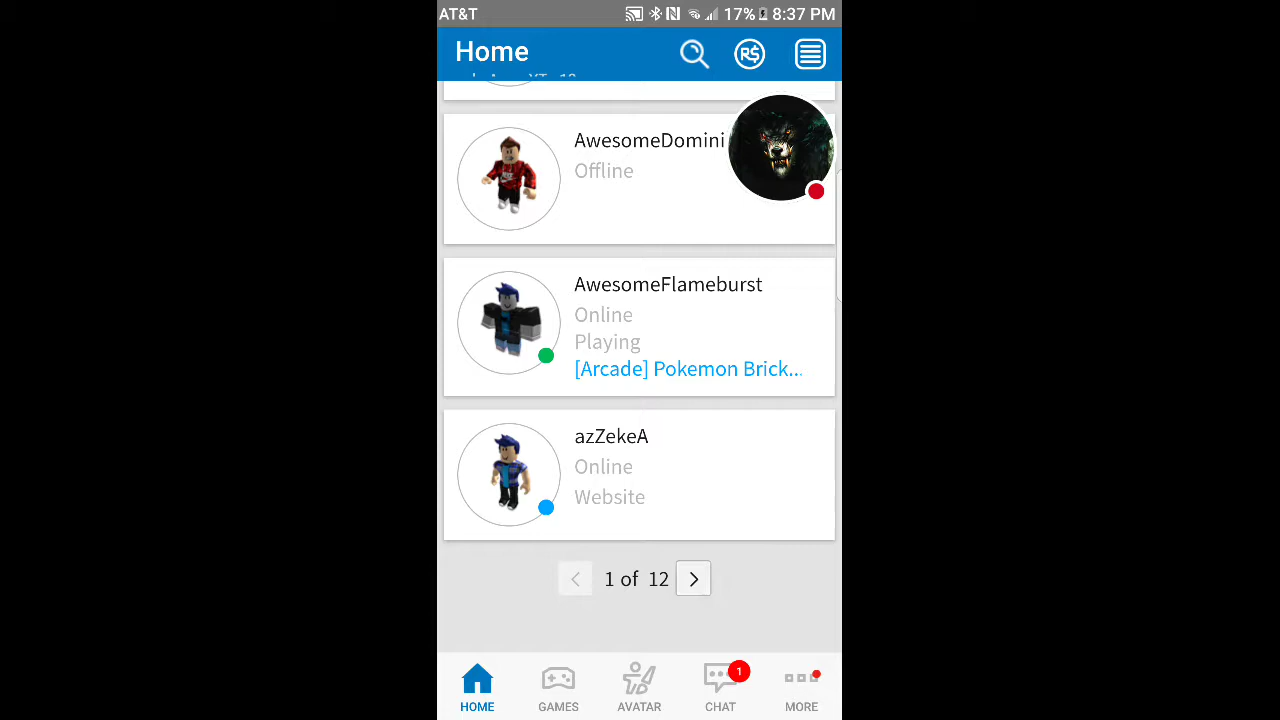 AT&T 17% 8:37 PM
Home R$
AwesomeDomini
Offline
AwesomeFlameburst
Online
Playing
[Arcade] Pokemon Brick...
azZekeA
Online
Website
1 of 12
1
HOME GAMES AVATAR CHAT MORE